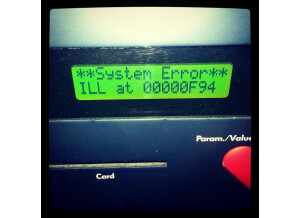 **System Error**
ILL at 00000F94
Param./Value
Card